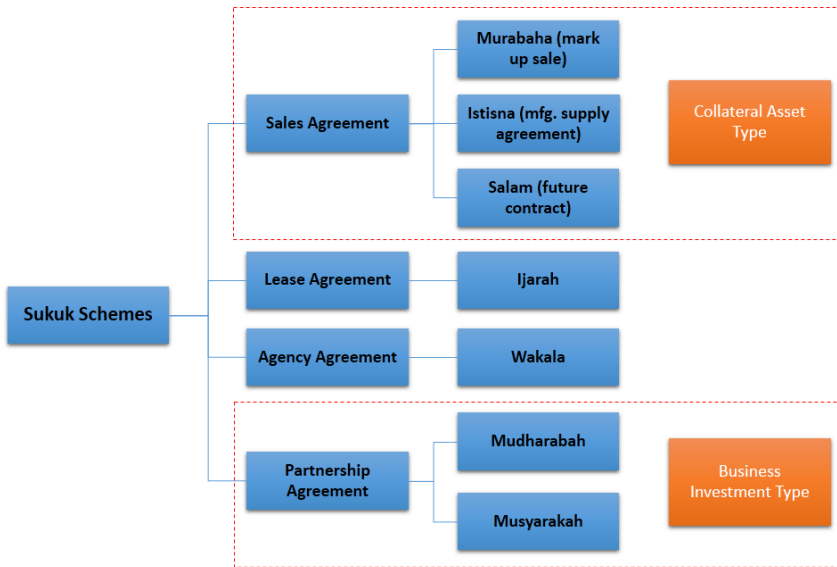 Murabaha (mark
up sale)
Sales Agreement
Istisna (mfg. supply
agreement)
Salam (future
contract)
Collateral Asset
Type
Sukuk Schemes
Lease Agreement
Ijarah
Agency Agreement
Wakala
Partnership
Agreement
Mudharabah
Musyarakah
Business
Investment Type